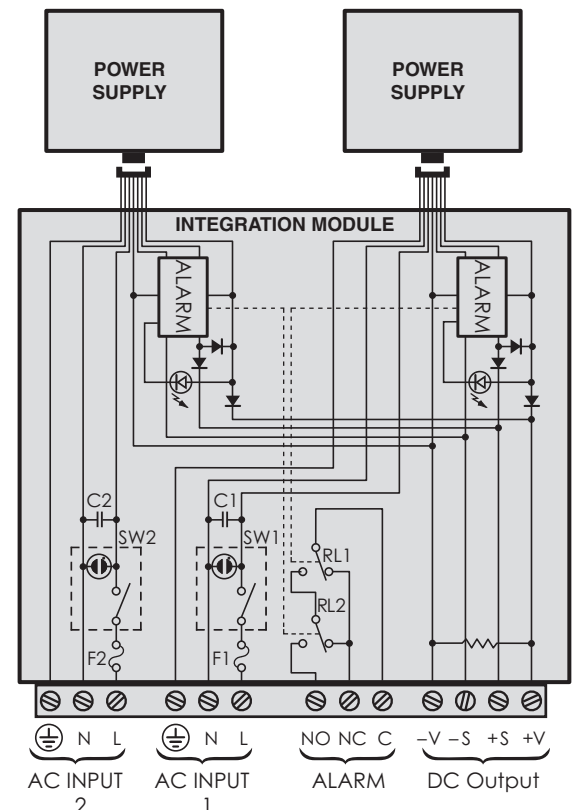 POWER
SUPPLY
POWER
SUPPLY
INTEGRATION MODULE
ALARM
ALARM
C2
C1
SW2
SW1
RL1
RL2
F2
F1
N L N L NO NC C –V –S +S +V
AC INPUT
2
AC INPUT
1
ALARM
DC Output